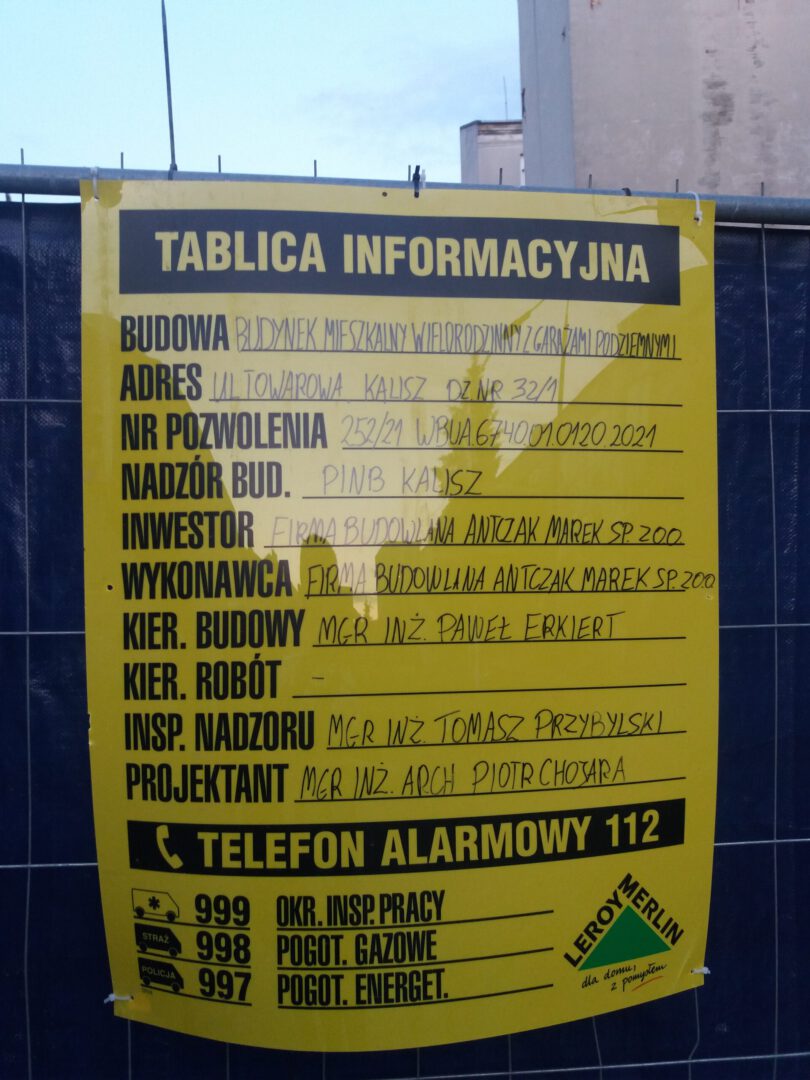 TABLICA INFORMACYJNA
BUDOWA BUDYNEK MIESZKALNY WIELORODZINNY Z GARAŻAMI PODZIEMNYMI
ADRES UL TOWAROWA KALISZ DZ. NR 32/1
NR POZWOLENIA 252/21 WBUA.6740.01.0120.2021
NADZÓR BUD. PINB KALISZ
INWESTOR FIRMA BUDOWLANA ANTCZAK MAREK SP. ZOO
WYKONAWCA FIRMA BUDOWLANA ANTCZAK MAREK SP. ZOO
KIER. BUDOWY MGR INŻ. PAWEŁ ERKIERT
KIER. ROBÓT -
INSP. NADZORU MGR INŻ. TOMASZ PRZYBYLSKI
PROJEKTANT MGR INŻ. ARCH PIOTR CHOJARA
TELEFON ALARMOWY 112
999 OKR. INSP. PRACY
STRAŻ 998 POGOT. GAZOWE
POLICJA 997 POGOT. ENERGET.
LEROY MERLIN
dla domu,
z pomysłem